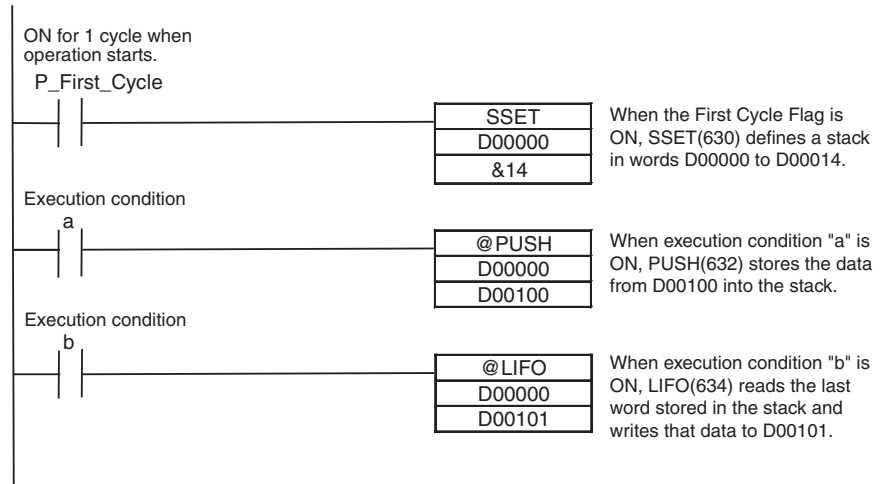 ON for 1 cycle when
operation starts.
P_First_Cycle
SSET
D00000
&14
When the First Cycle Flag is
ON, SSET(630) defines a stack
in words D00000 to D00014.
Execution condition
a
@PUSH
D00000
D00100
When execution condition "a" is
ON, PUSH(632) stores the data
from D00100 into the stack.
Execution condition
b
@LIFO
D00000
D00101
When execution condition "b" is
ON, LIFO(634) reads the last
word stored in the stack and
writes that data to D00101.